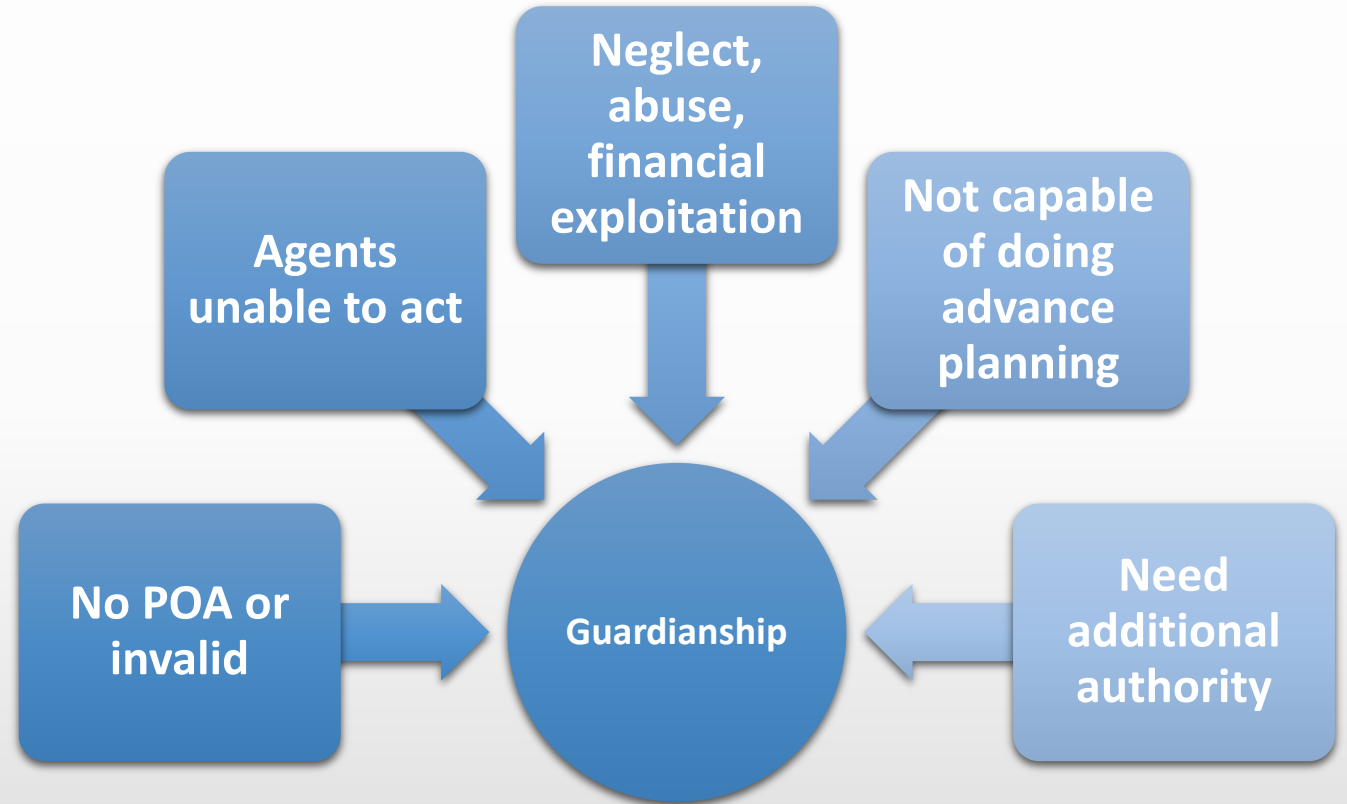 Neglect,
abuse,
financial
exploitation
Agents
unable to act
Not capable
of doing
advance
planning
No POA or
invalid
Guardianship
Need
additional
authority